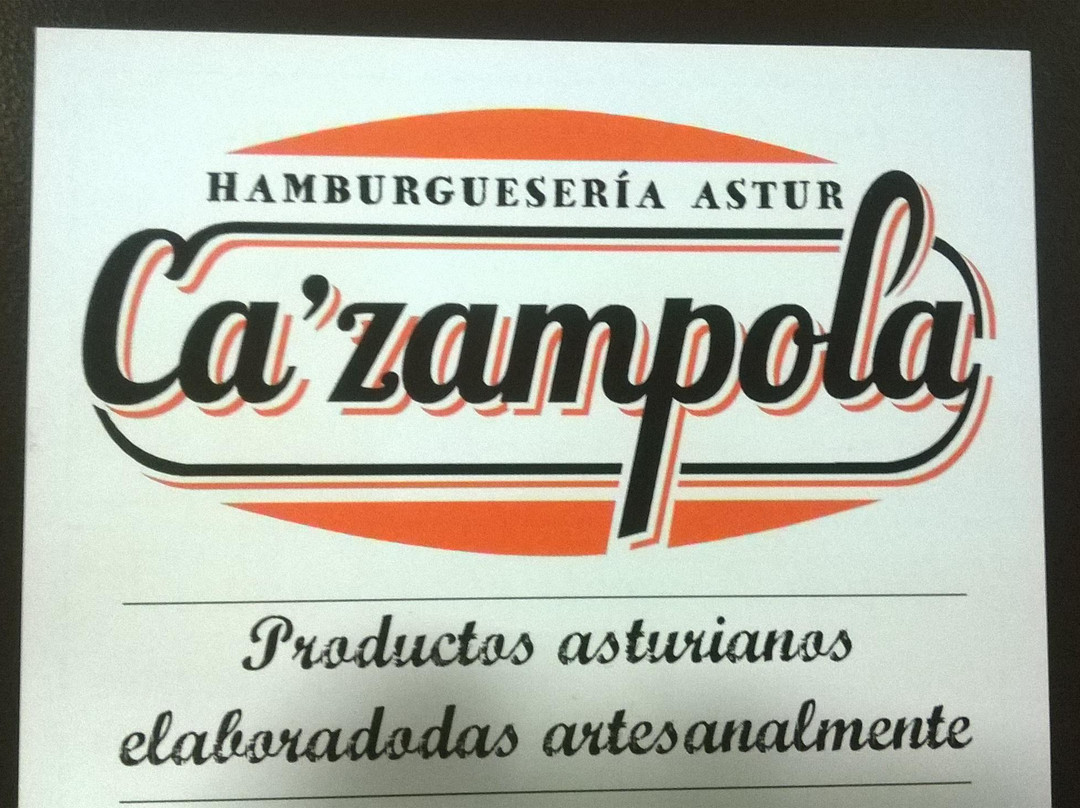 HAMBURGUESERÍA ASTUR
Ca'zampola
Productos asturianos
elaboradodas artesanalmente